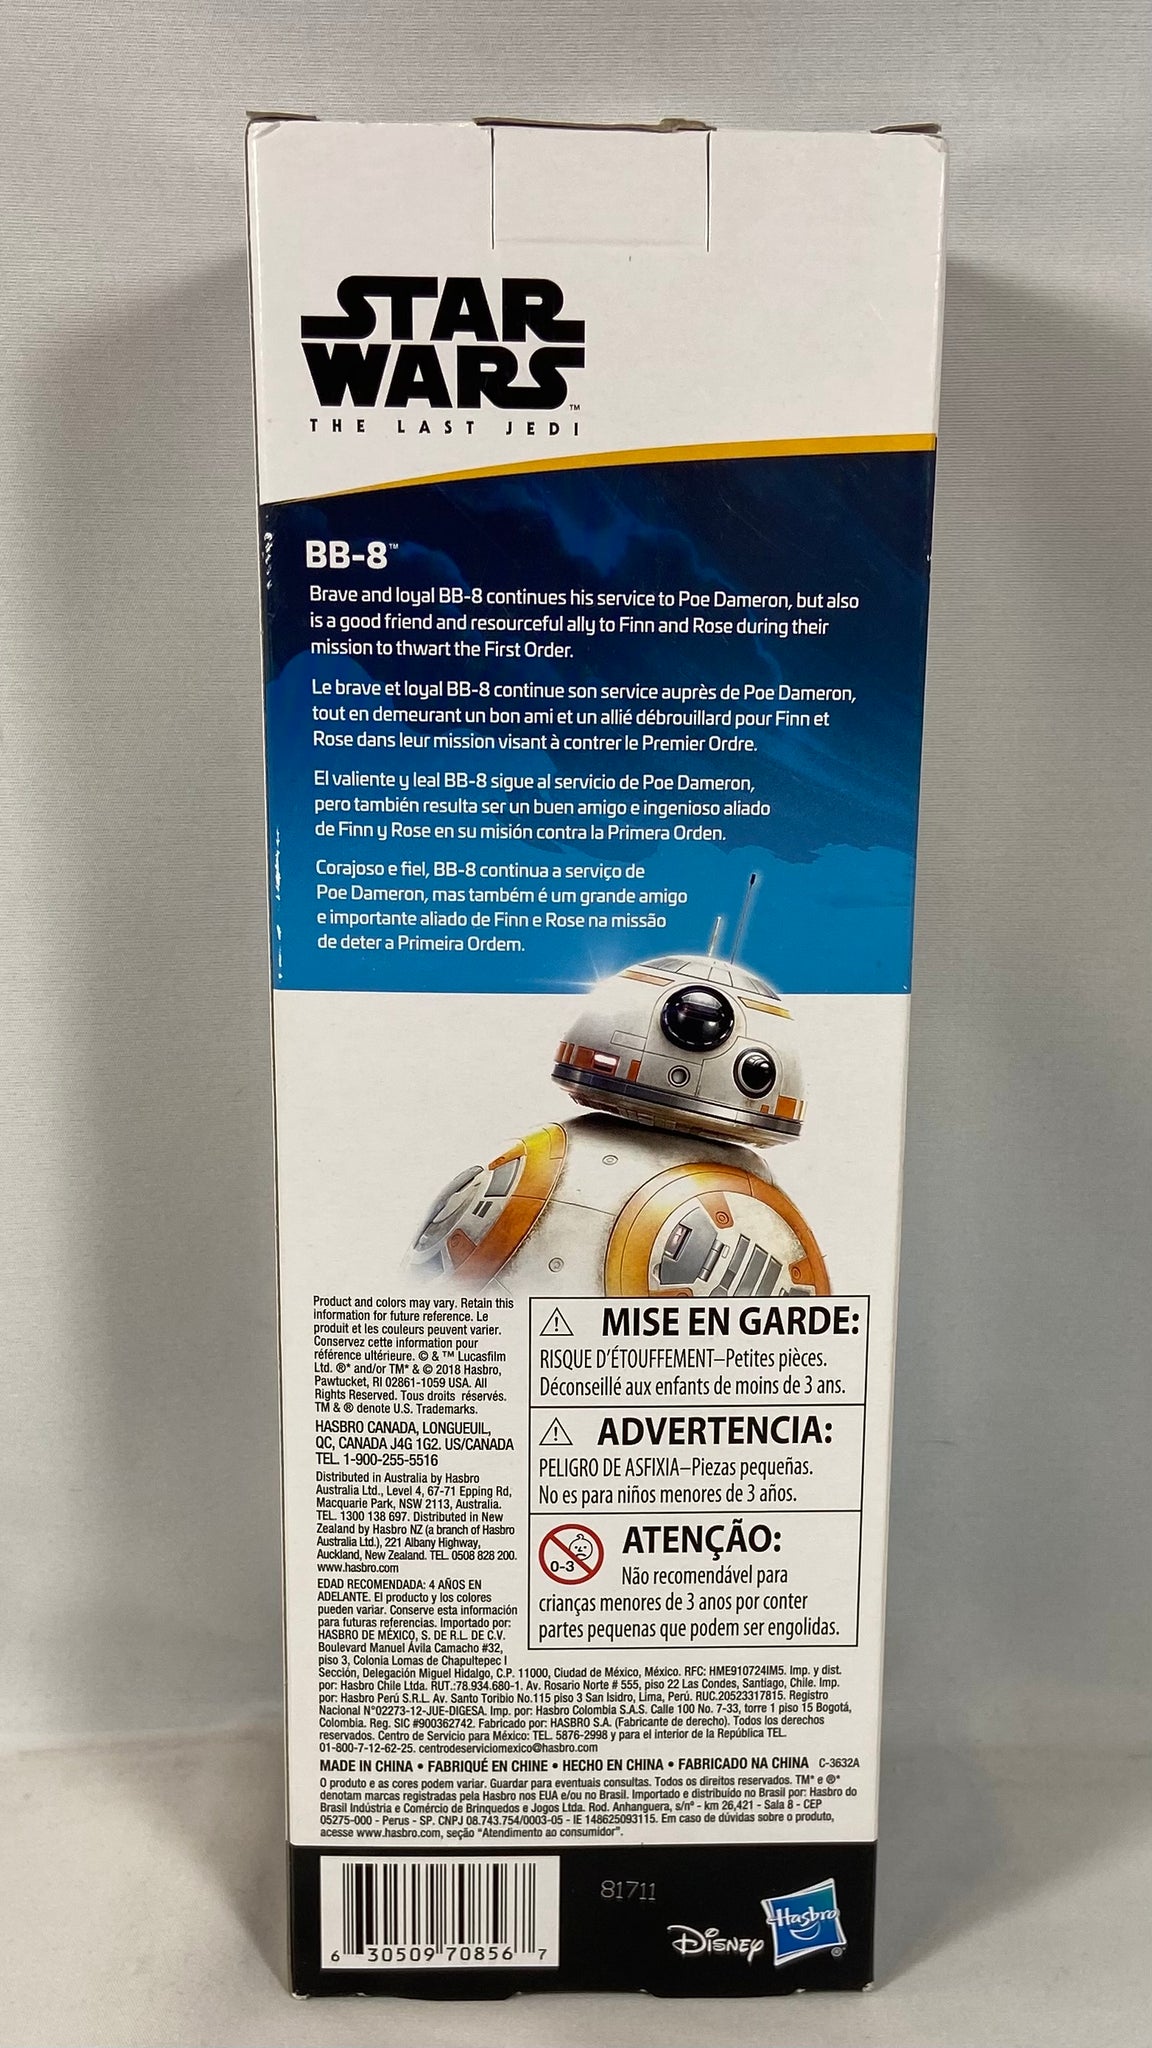 STAR
WARS™
THE LAST JEDI
BB-8™
Brave and loyal BB-8 continues his service to Poe Dameron, but also
is a good friend and resourceful ally to Finn and Rose during their
mission to thwart the First Order.
Le brave et loyal BB-8 continue son service auprès de Poe Dameron,
tout en demeurant un bon ami et un allié débrouillard pour Finn et
Rose dans leur mission visant à contrer le Premier Ordre.
El valiente y leal BB-8 sigue al servicio de Poe Dameron,
pero también resulta ser un buen amigo e ingenioso aliado
de Finn y Rose en su misión contra la Primera Orden.
Corajoso e fiel, BB-8 continua a serviço de
Poe Dameron, mas também é um grande amigo
e importante aliado de Finn e Rose na missão
de deter a Primeira Ordem.
Product and colors may vary. Retain this
information for future reference. Le
produit et les couleurs peuvent varier.
Conservez cette information pour
référence ultérieure. © & ™ Lucasfilm
Ltd. ®* and/or TM* & © 2018 Hasbro,
Pawtucket, RI 02861-1059 USA. All
Rights Reserved. Tous droits réservés.
TM & ® denote U.S. Trademarks.
HASBRO CANADA, LONGUEUIL,
QC, CANADA J4G 1G2. US/CANADA
TEL. 1-900-255-5516
Distributed in Australia by Hasbro
Australia Ltd., Level 4, 67-71 Epping Rd,
Macquarie Park, NSW 2113, Australia.
TEL. 1300 138 697. Distributed in New
Zealand by Hasbro NZ (a branch of Hasbro
Australia Ltd.), 221 Albany Highway,
Auckland, New Zealand. TEL. 0508 828 200.
www.hasbro.com
EDAD RECOMENDADA: 4 AÑOS EN
ADELANTE. El producto y los colores
pueden variar. Conserve esta información
para futuras referencias. Importado por:
HASBRO DE MÉXICO, S. DE R.L. DE C.V.
Boulevard Manuel Ávila Camacho #32,
piso 3, Colonia Lomas de Chapultepec I
Sección, Delegación Miguel Hidalgo, C.P. 11000, Ciudad de México, México. RFC: HME910724IM5. Imp. y dist.
por: Hasbro Chile Ltda. RUT.:78.934.680-1. Av. Rosario Norte # 555, piso 22 Las Condes, Santiago, Chile. Imp.
por: Hasbro Perú S.R.L. Av. Santo Toribio No.115 piso 3 San Isidro, Lima, Perú. RUC.20523317815. Registro
Nacional N°02273-12-JUE-DIGESA. Imp. por: Hasbro Colombia S.A.S. Calle 100 No. 7-33, torre 1 piso 15 Bogotá,
Colombia. Reg. SIC #900362742. Fabricado por: HASBRO S.A. (Fabricante de derecho). Todos los derechos
reservados. Centro de Servicio para México: TEL. 5876-2998 y para el interior de la República TEL.
01-800-7-12-62-25. centrodeserviciomexico@hasbro.com
MISE EN GARDE:
RISQUE D'ÉTOUFFEMENT–Petites pièces.
Déconseillé aux enfants de moins de 3 ans.
ADVERTENCIA:
PELIGRO DE ASFIXIA–Piezas pequeñas.
No es para niños menores de 3 años.
0-3
ATENÇÃO:
Não recomendável para
crianças menores de 3 anos por conter
partes pequenas que podem ser engolidas.
MADE IN CHINA • FABRIQUÉ EN CHINE • HECHO EN CHINA • FABRICADO NA CHINA C-3632A
O produto e as cores podem variar. Guardar para eventuais consultas. Todos os direitos reservados. TM* e ®*
denotam marcas registradas pela Hasbro nos EUA e/ou no Brasil. Importado e distribuído no Brasil por: Hasbro do
Brasil Indústria e Comércio de Brinquedos e Jogos Ltda. Rod. Anhanguera, s/nº - km 26,421 - Sala 8 - CEP
05275-000 - Perus - SP. CNPJ 08.743.754/0003-05 - IE 148625093115. Em caso de dúvidas sobre o produto,
acesse www.hasbro.com, seção "Atendimento ao consumidor".
6 30509 70856 7
81711
Disney
Hasbro®